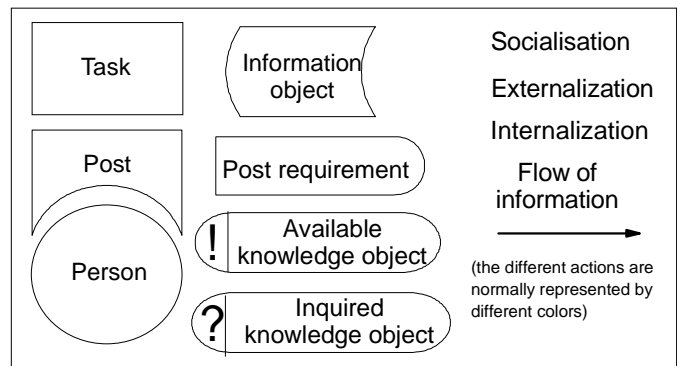 Task
Information
object
Post
Post requirement
Person
!
Available
knowledge object
?
Inquired
knowledge object
Socialisation
Externalization
Internalization
Flow of
information
(the different actions are
normally represented by
different colors)